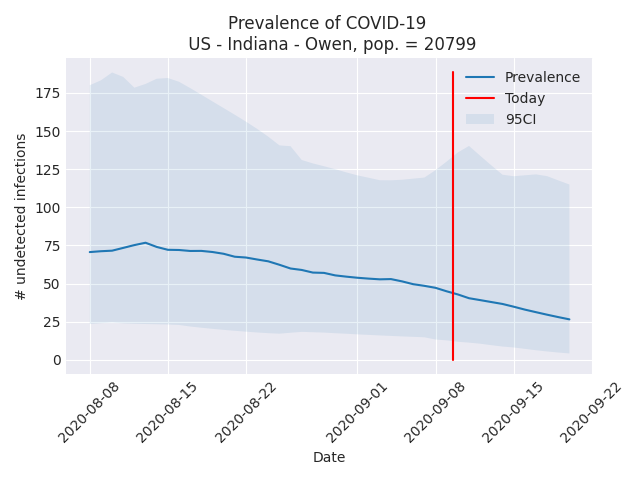 Prevalence of COVID-19
US - Indiana - Owen, pop. = 20799
Prevalence
Today
95CI
# undetected infections
175
150
125
100
75
50
25
0
2020-08-08
2020-08-15
2020-08-22
2020-09-01
2020-09-08
2020-09-15
2020-09-22
Date